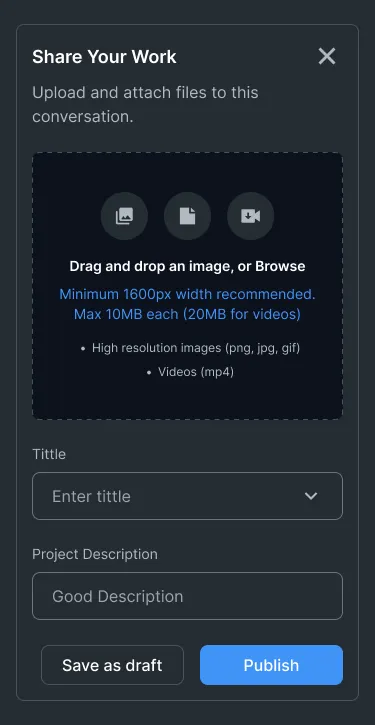 Share Your Work
Upload and attach files to this
conversation.
Drag and drop an image, or Browse
Minimum 1600px width recommended.
Max 10MB each (20MB for videos)
• High resolution images (png, jpg, gif)
• Videos (mp4)
Tittle
Enter tittle
Project Description
Good Description
Save as draft
Publish